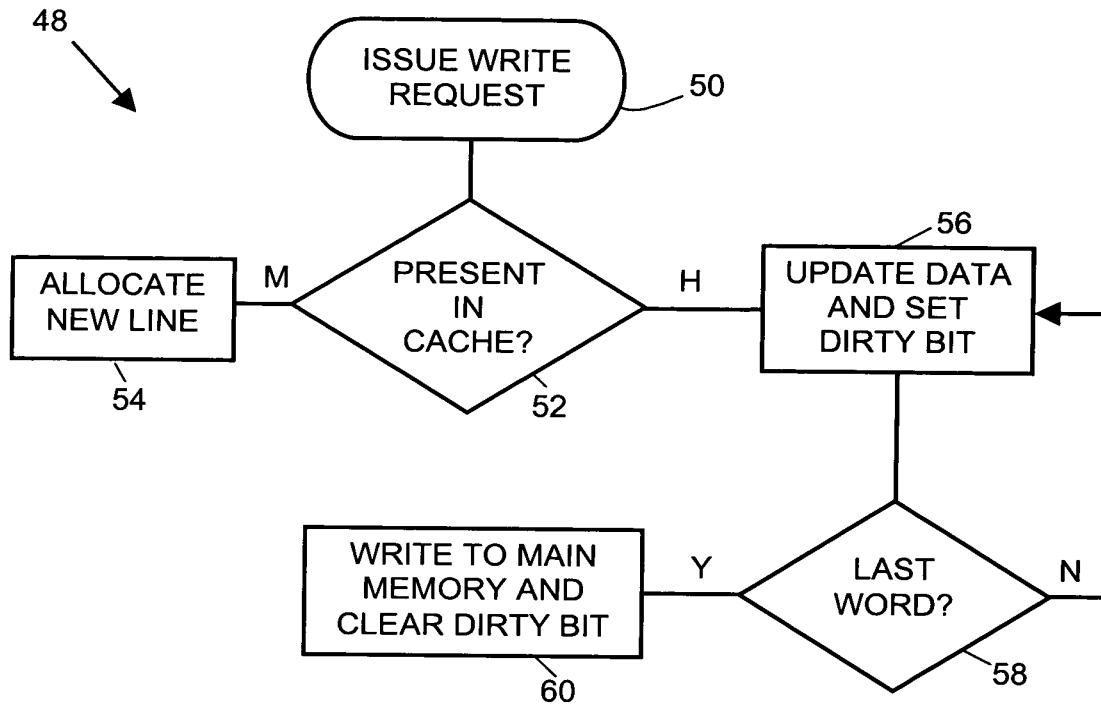 48
ISSUE WRITE
REQUEST
50
56
ALLOCATE
NEW LINE
M
PRESENT
IN
CACHE?
H
UPDATE DATA
AND SET
DIRTY BIT
54
52
WRITE TO MAIN
MEMORY AND
CLEAR DIRTY BIT
Y
LAST
WORD?
N
60
58